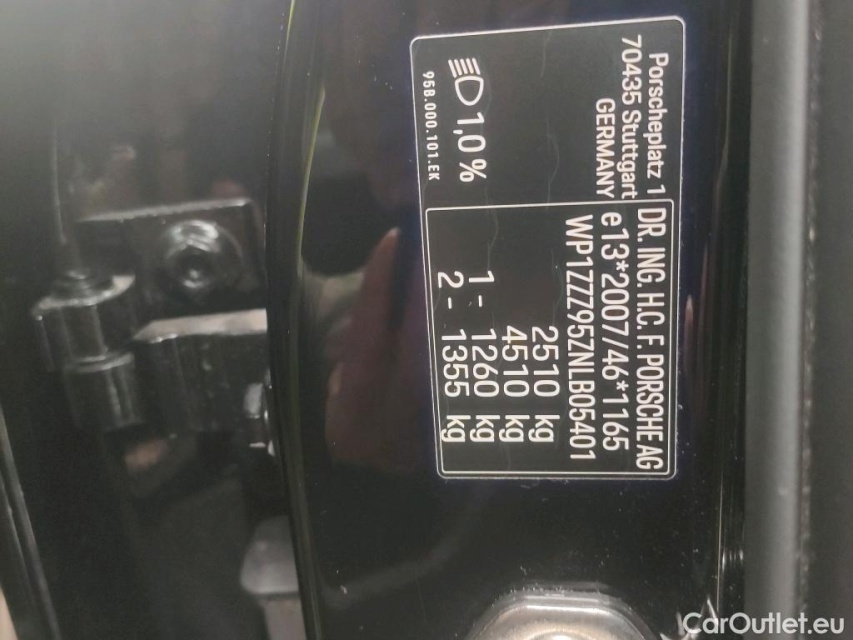 Porscheplatz 1
70435 Stuttgart
GERMANY
1,0 %
958.000.101.EK
DR. ING. H.C. F. PORSCHE AG
e13*2007/46*1165
WP1ZZZ95ZNLB05401
2510 kg
4510 kg
1 - 1260 kg
2 - 1355 kg
CarOutlet.eu